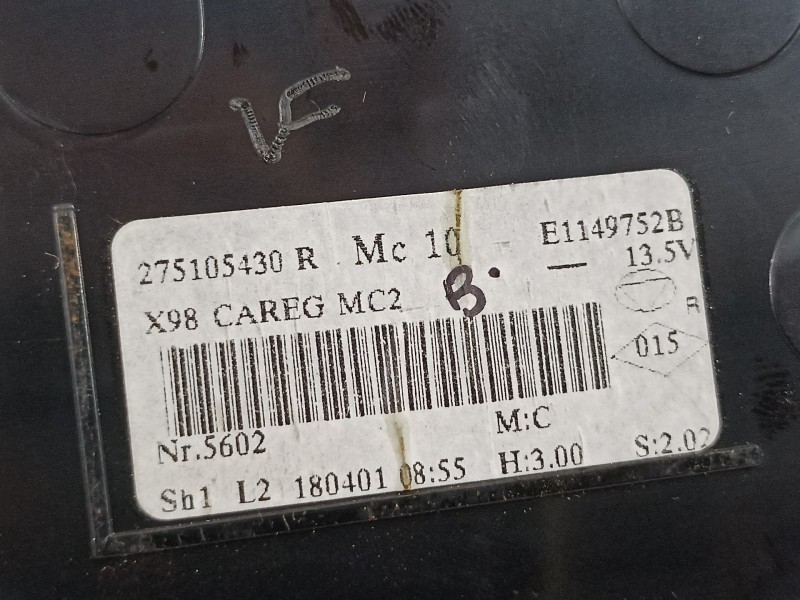 VF
275105430 R Mc 10 E1149752B
13.5V
X98 CAREG MC2 B.
R
015
Nr.5602 M:C
Sh1 L2 180401 08:55 H:3.00 S:2.02